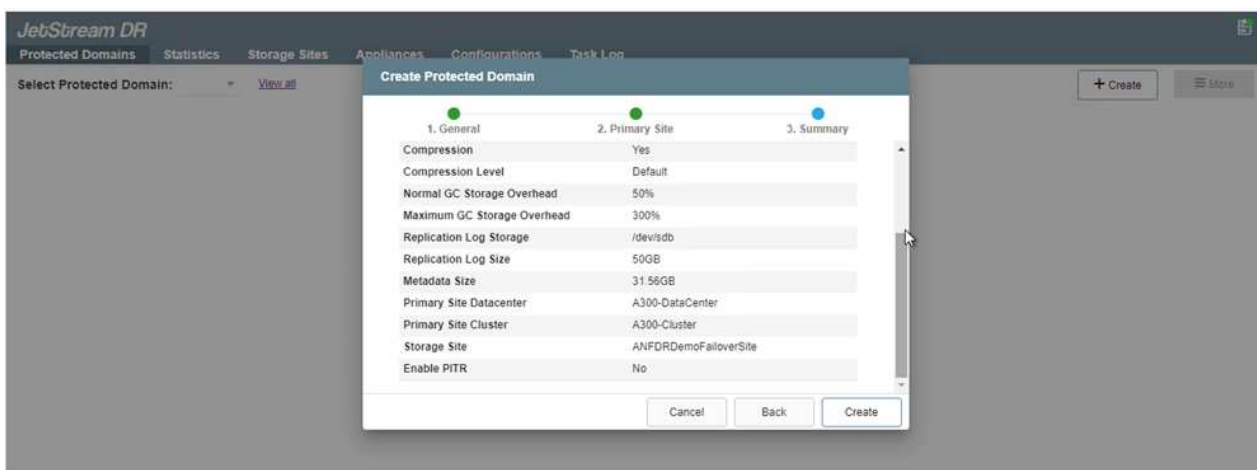 JetStream DR
Protected Domains Statistics Storage Sites Appliances Configurations Task Log
Select Protected Domain: View all + Create More
Create Protected Domain
1. General 2. Primary Site 3. Summary
Compression Yes
Compression Level Default
Normal GC Storage Overhead 50%
Maximum GC Storage Overhead 300%
Replication Log Storage /dev/sdb
Replication Log Size 50GB
Metadata Size 31.56GB
Primary Site Datacenter A300-DataCenter
Primary Site Cluster A300-Cluster
Storage Site ANFDRDemoFailoverSite
Enable PITR No
Cancel Back Create